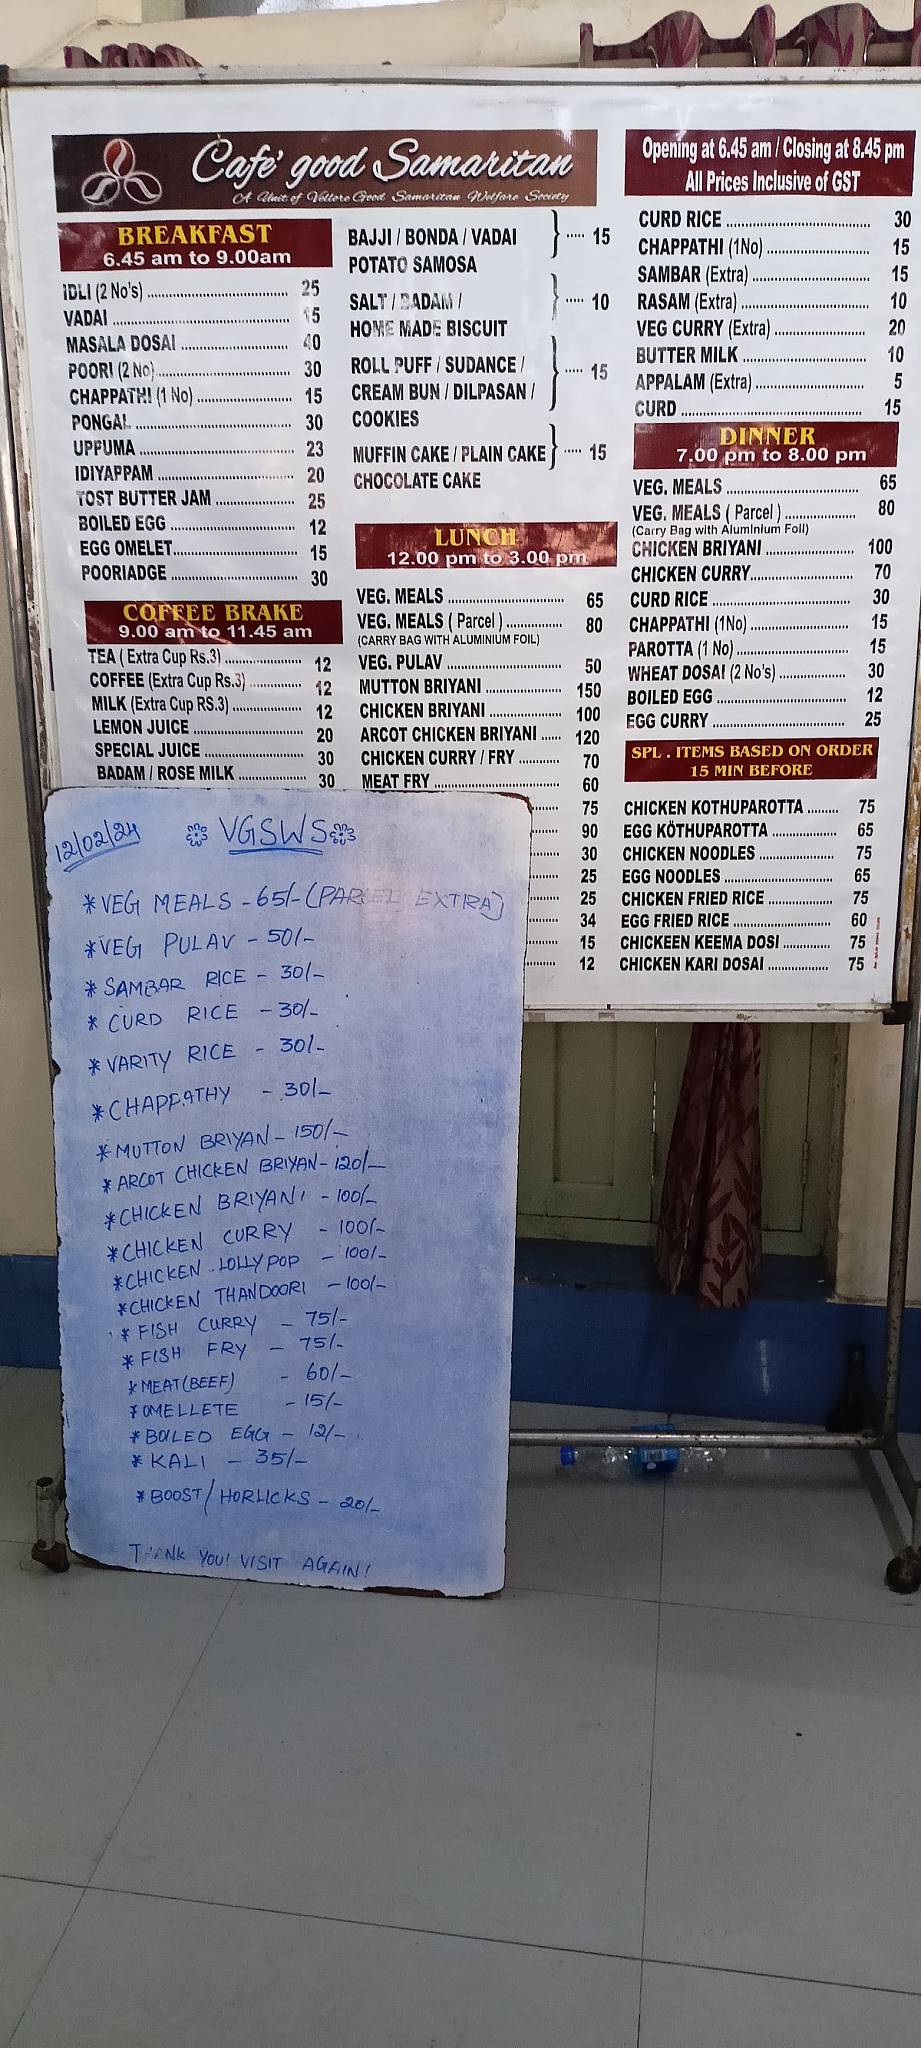 Cafe' good Samaritan
A Unit of Vellore Good Samaritan Welfare Society
BREAKFAST
6.45 am to 9.00am
IDLI (2 No's) 25
VADAI 15
MASALA DOSAI 40
POORI (2 No) 30
CHAPPATHI (1 No) 15
PONGAL 30
UPPUMA 23
IDIYAPPAM 20
TOST BUTTER JAM 25
BOILED EGG 12
EGG OMELET 15
POORIADGE 30
COFFEE BRAKE
9.00 am to 11.45 am
TEA ( Extra Cup Rs.3) 12
COFFEE (Extra Cup Rs.3) 12
MILK (Extra Cup RS.3) 12
LEMON JUICE 20
SPECIAL JUICE 30
BADAM / ROSE MILK 30
BAJJI / BONDA / VADAI
POTATO SAMOSA
15
SALT / BADAM /
HOME MADE BISCUIT
10
ROLL PUFF / SUDANCE /
CREAM BUN / DILPASAN /
COOKIES
15
MUFFIN CAKE / PLAIN CAKE
CHOCOLATE CAKE
15
LUNCH
12.00 pm to 3.00 pm
VEG. MEALS 65
VEG. MEALS ( Parcel ) 80
(CARRY BAG WITH ALUMINIUM FOIL)
VEG. PULAV 50
MUTTON BRIYANI 150
CHICKEN BRIYANI 100
ARCOT CHICKEN BRIYANI 120
CHICKEN CURRY / FRY 70
MEAT FRY 60
75
90
30
25
25
34
15
12
Opening at 6.45 am / Closing at 8.45 pm
All Prices Inclusive of GST
CURD RICE 30
CHAPPATHI (1No) 15
SAMBAR (Extra) 15
RASAM (Extra) 10
VEG CURRY (Extra) 20
BUTTER MILK 10
APPALAM (Extra) 5
CURD 15
DINNER
7.00 pm to 8.00 pm
VEG. MEALS 65
VEG. MEALS ( Parcel ) 80
(Carry Bag with Aluminium Foil)
CHICKEN BRIYANI 100
CHICKEN CURRY 70
CURD RICE 30
CHAPPATHI (1No) 15
PAROTTA (1 No) 15
WHEAT DOSAI (2 No's) 30
BOILED EGG 12
EGG CURRY 25
SPL . ITEMS BASED ON ORDER
15 MIN BEFORE
CHICKEN KOTHUPAROTTA 75
EGG KÖTHUPAROTTA 65
CHICKEN NOODLES 75
EGG NOODLES 65
CHICKEN FRIED RICE 75
EGG FRIED RICE 60
CHICKEEN KEEMA DOSI 75
CHICKEN KARI DOSAI 75
12/02/24 VGSWS
*VEG MEALS - 65/- (PARCEL EXTRA)
*VEG PULAV - 50/-
*SAMBAR RICE - 30/-
*CURD RICE - 30/-
*VARITY RICE - 30/-
*CHAPPATHY - 30/-
*MUTTON BRIYAN - 150/-
*ARCOT CHICKEN BRIYAN - 120/-
*CHICKEN BRIYANI - 100/-
*CHICKEN CURRY - 100/-
*CHICKEN LOLLYPOP - 100/-
*CHICKEN THANDOORI - 100/-
*FISH CURRY - 75/-
*FISH FRY - 75/-
*MEAT (BEEF) - 60/-
*OMELLETE - 15/-
*BOILED EGG - 12/-
*KALI - 35/-
*BOOST/HORLICKS - 20/-
THANK YOU! VISIT AGAIN!